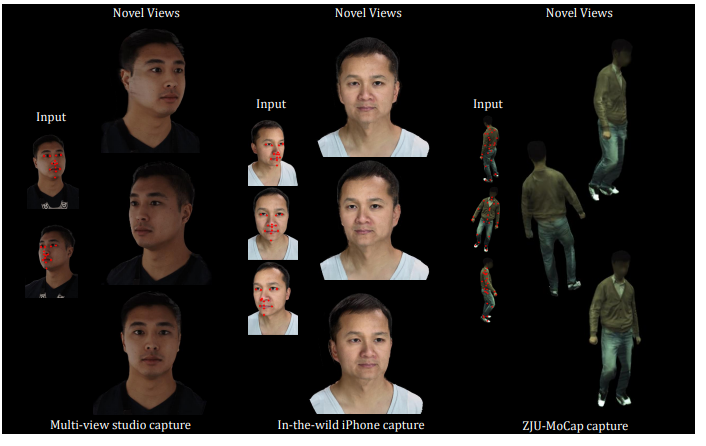 Novel Views
Novel Views
Novel Views
Input
Input
Input
Multi-view studio capture
In-the-wild iPhone capture
ZJU-MoCap capture